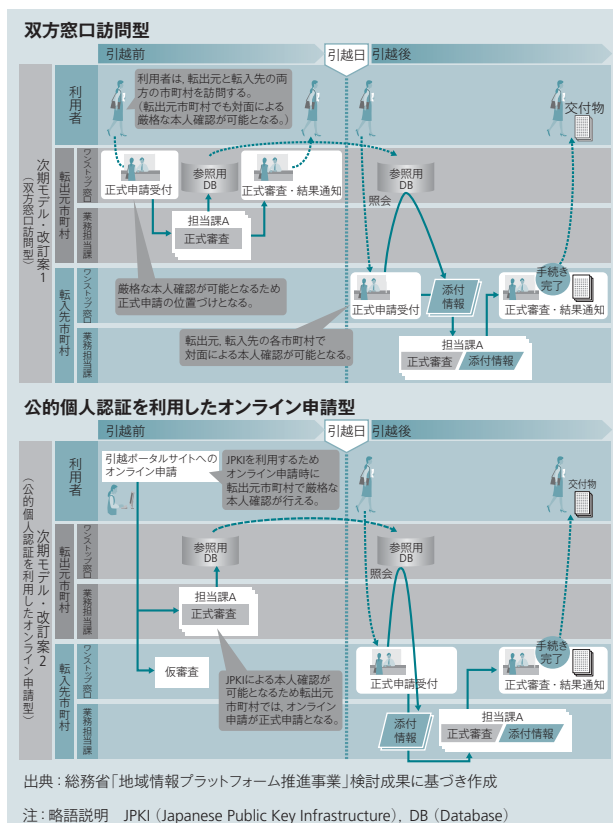 双方窓口訪問型
引越前
引越日
引越後
次期モデル・改訂案1
（双方窓口訪問型）
利用者
転出元市町村
ワンストップ窓口
業務担当課
転入先市町村
ワンストップ窓口
業務担当課
利用者は、転出元と転入先の両
方の市町村を訪問する。
（転出元市町村でも対面による
厳格な本人確認が可能となる。）
交付物
正式申請受付
参照用
DB
正式審査・結果通知
参照用
DB
照会
担当課A
正式審査
厳格な本人確認が可能となるため
正式申請の位置づけとなる。
転出元，転入先の各市町村で
対面による本人確認が可能となる。
正式申請受付
添付
情報
手続き
完了
正式審査・結果通知
担当課A
正式審査
添付情報
公的個人認証を利用したオンライン申請型
引越前
引越日
引越後
次期モデル・改訂案2
（公的個人認証を利用したオンライン申請型）
利用者
転出元市町村
ワンストップ窓口
業務担当課
転入先市町村
ワンストップ窓口
業務担当課
引越ポータルサイトへの
オンライン申請
JPKIを利用するため
オンライン申請時に
転出元市町村で厳格な
本人確認が行える。
交付物
参照用
DB
参照用
DB
照会
担当課A
正式審査
仮審査
JPKIによる本人確認が
可能となるため転出元
市町村では，オンライン
申請が正式申請となる。
正式申請受付
手続き
完了
正式審査・結果通知
添付
情報
担当課A
正式審査
添付情報
出典：総務省「地域情報プラットフォーム推進事業」検討成果に基づき作成
注：略語説明　JPKI（Japanese Public Key Infrastructure），DB（Database）